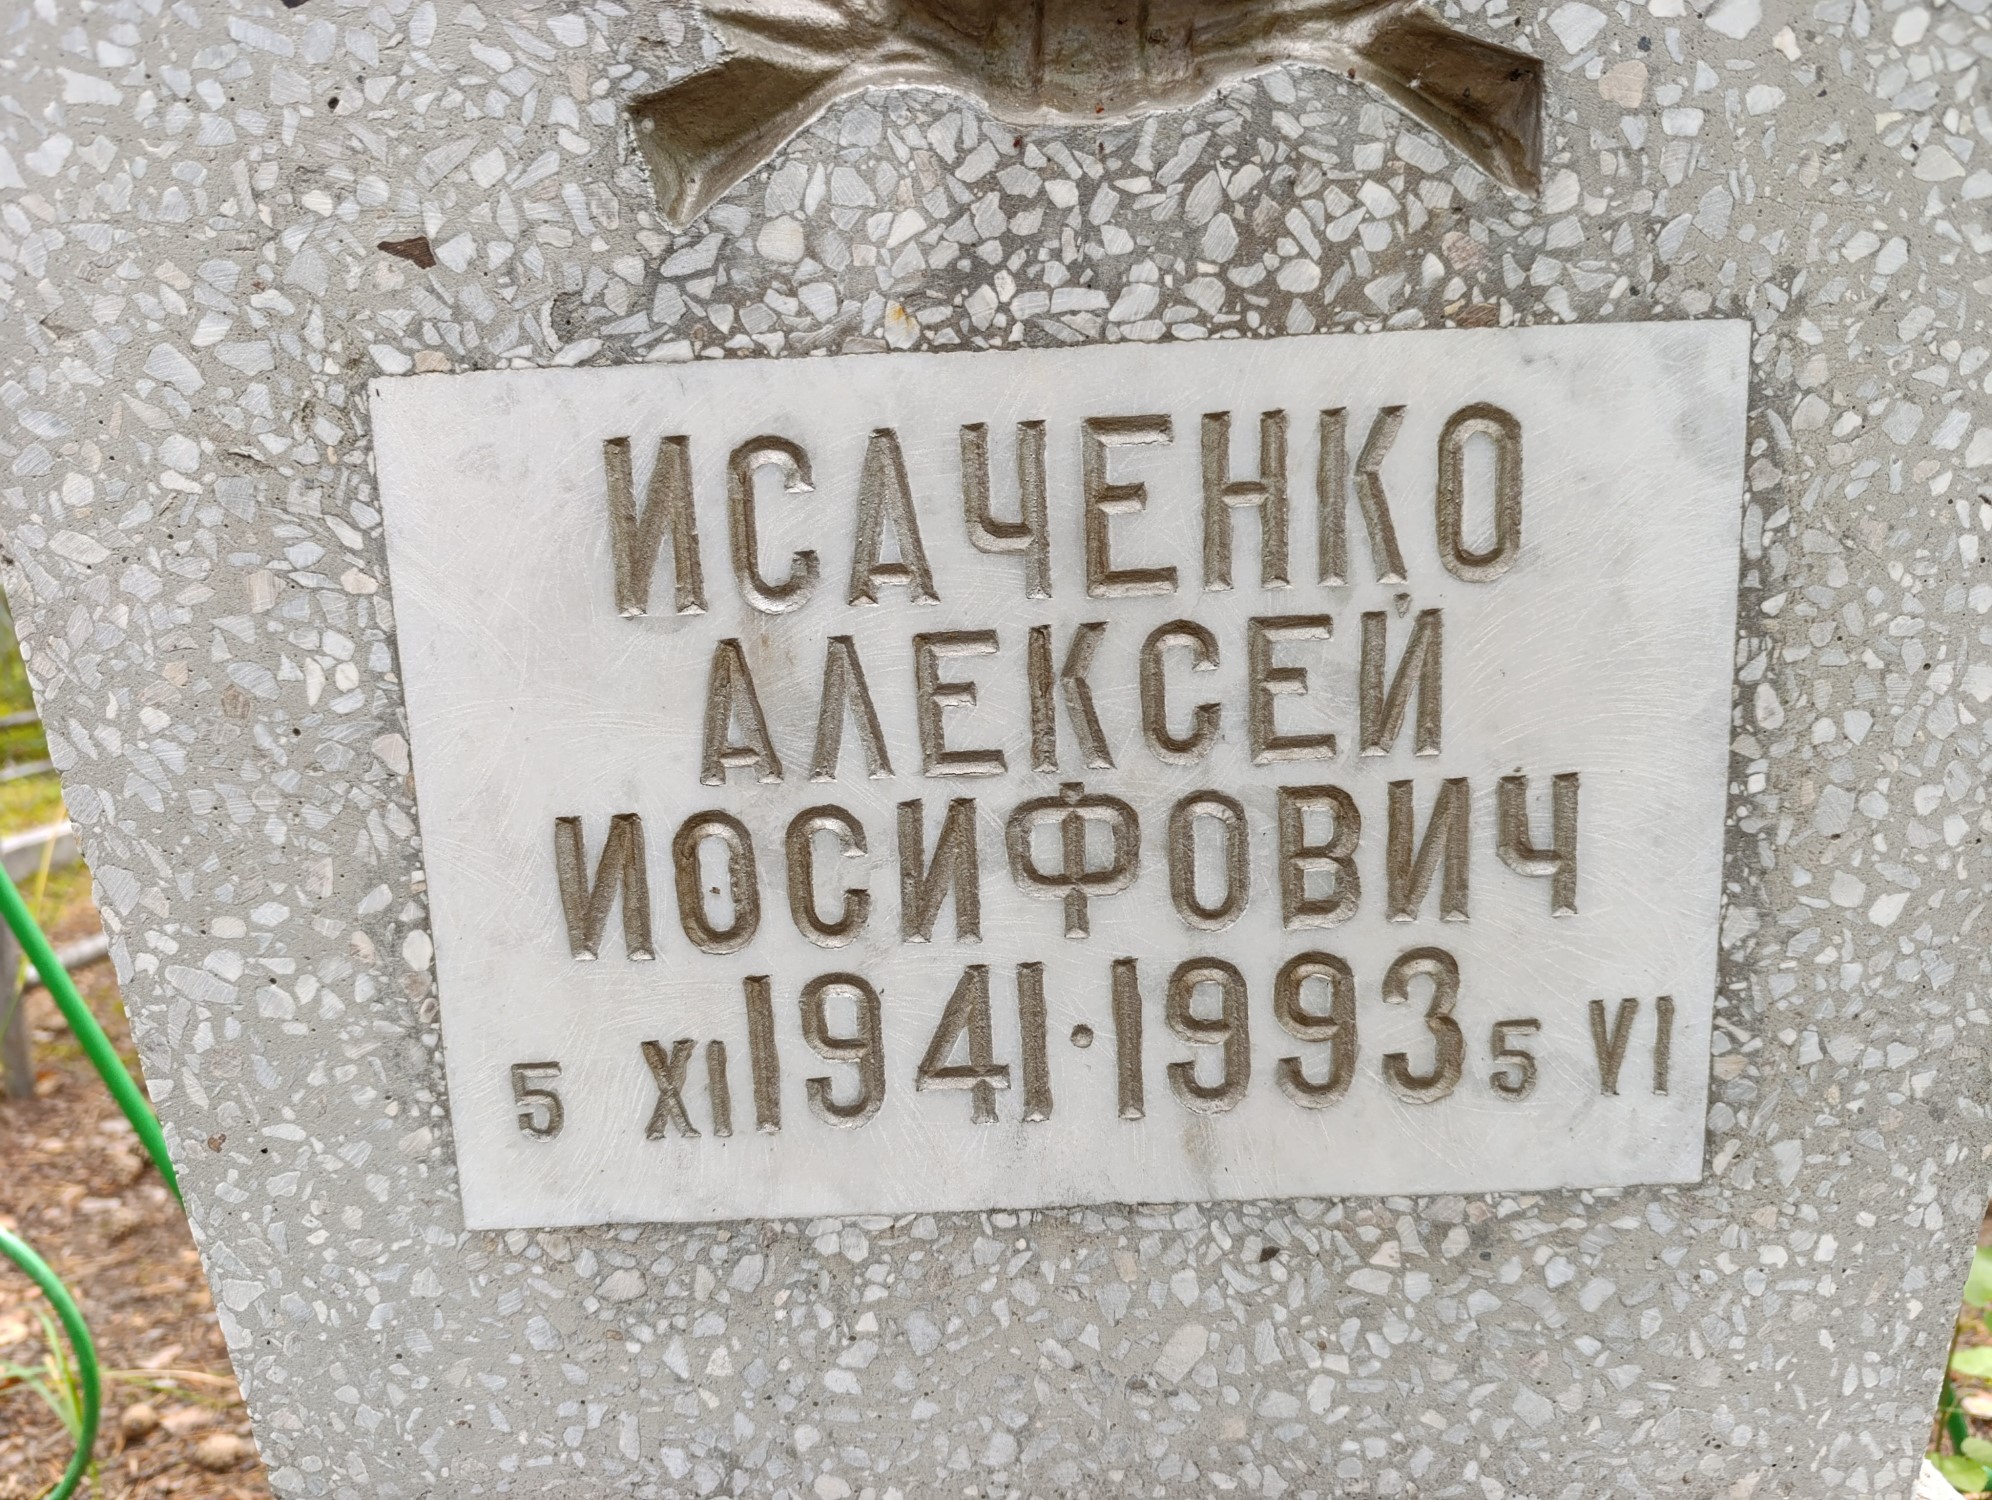 ИСАЧЕНКО
АЛЕКСЕЙ
ИОСИФОВИЧ
5 XI 1941·1993 5 VI